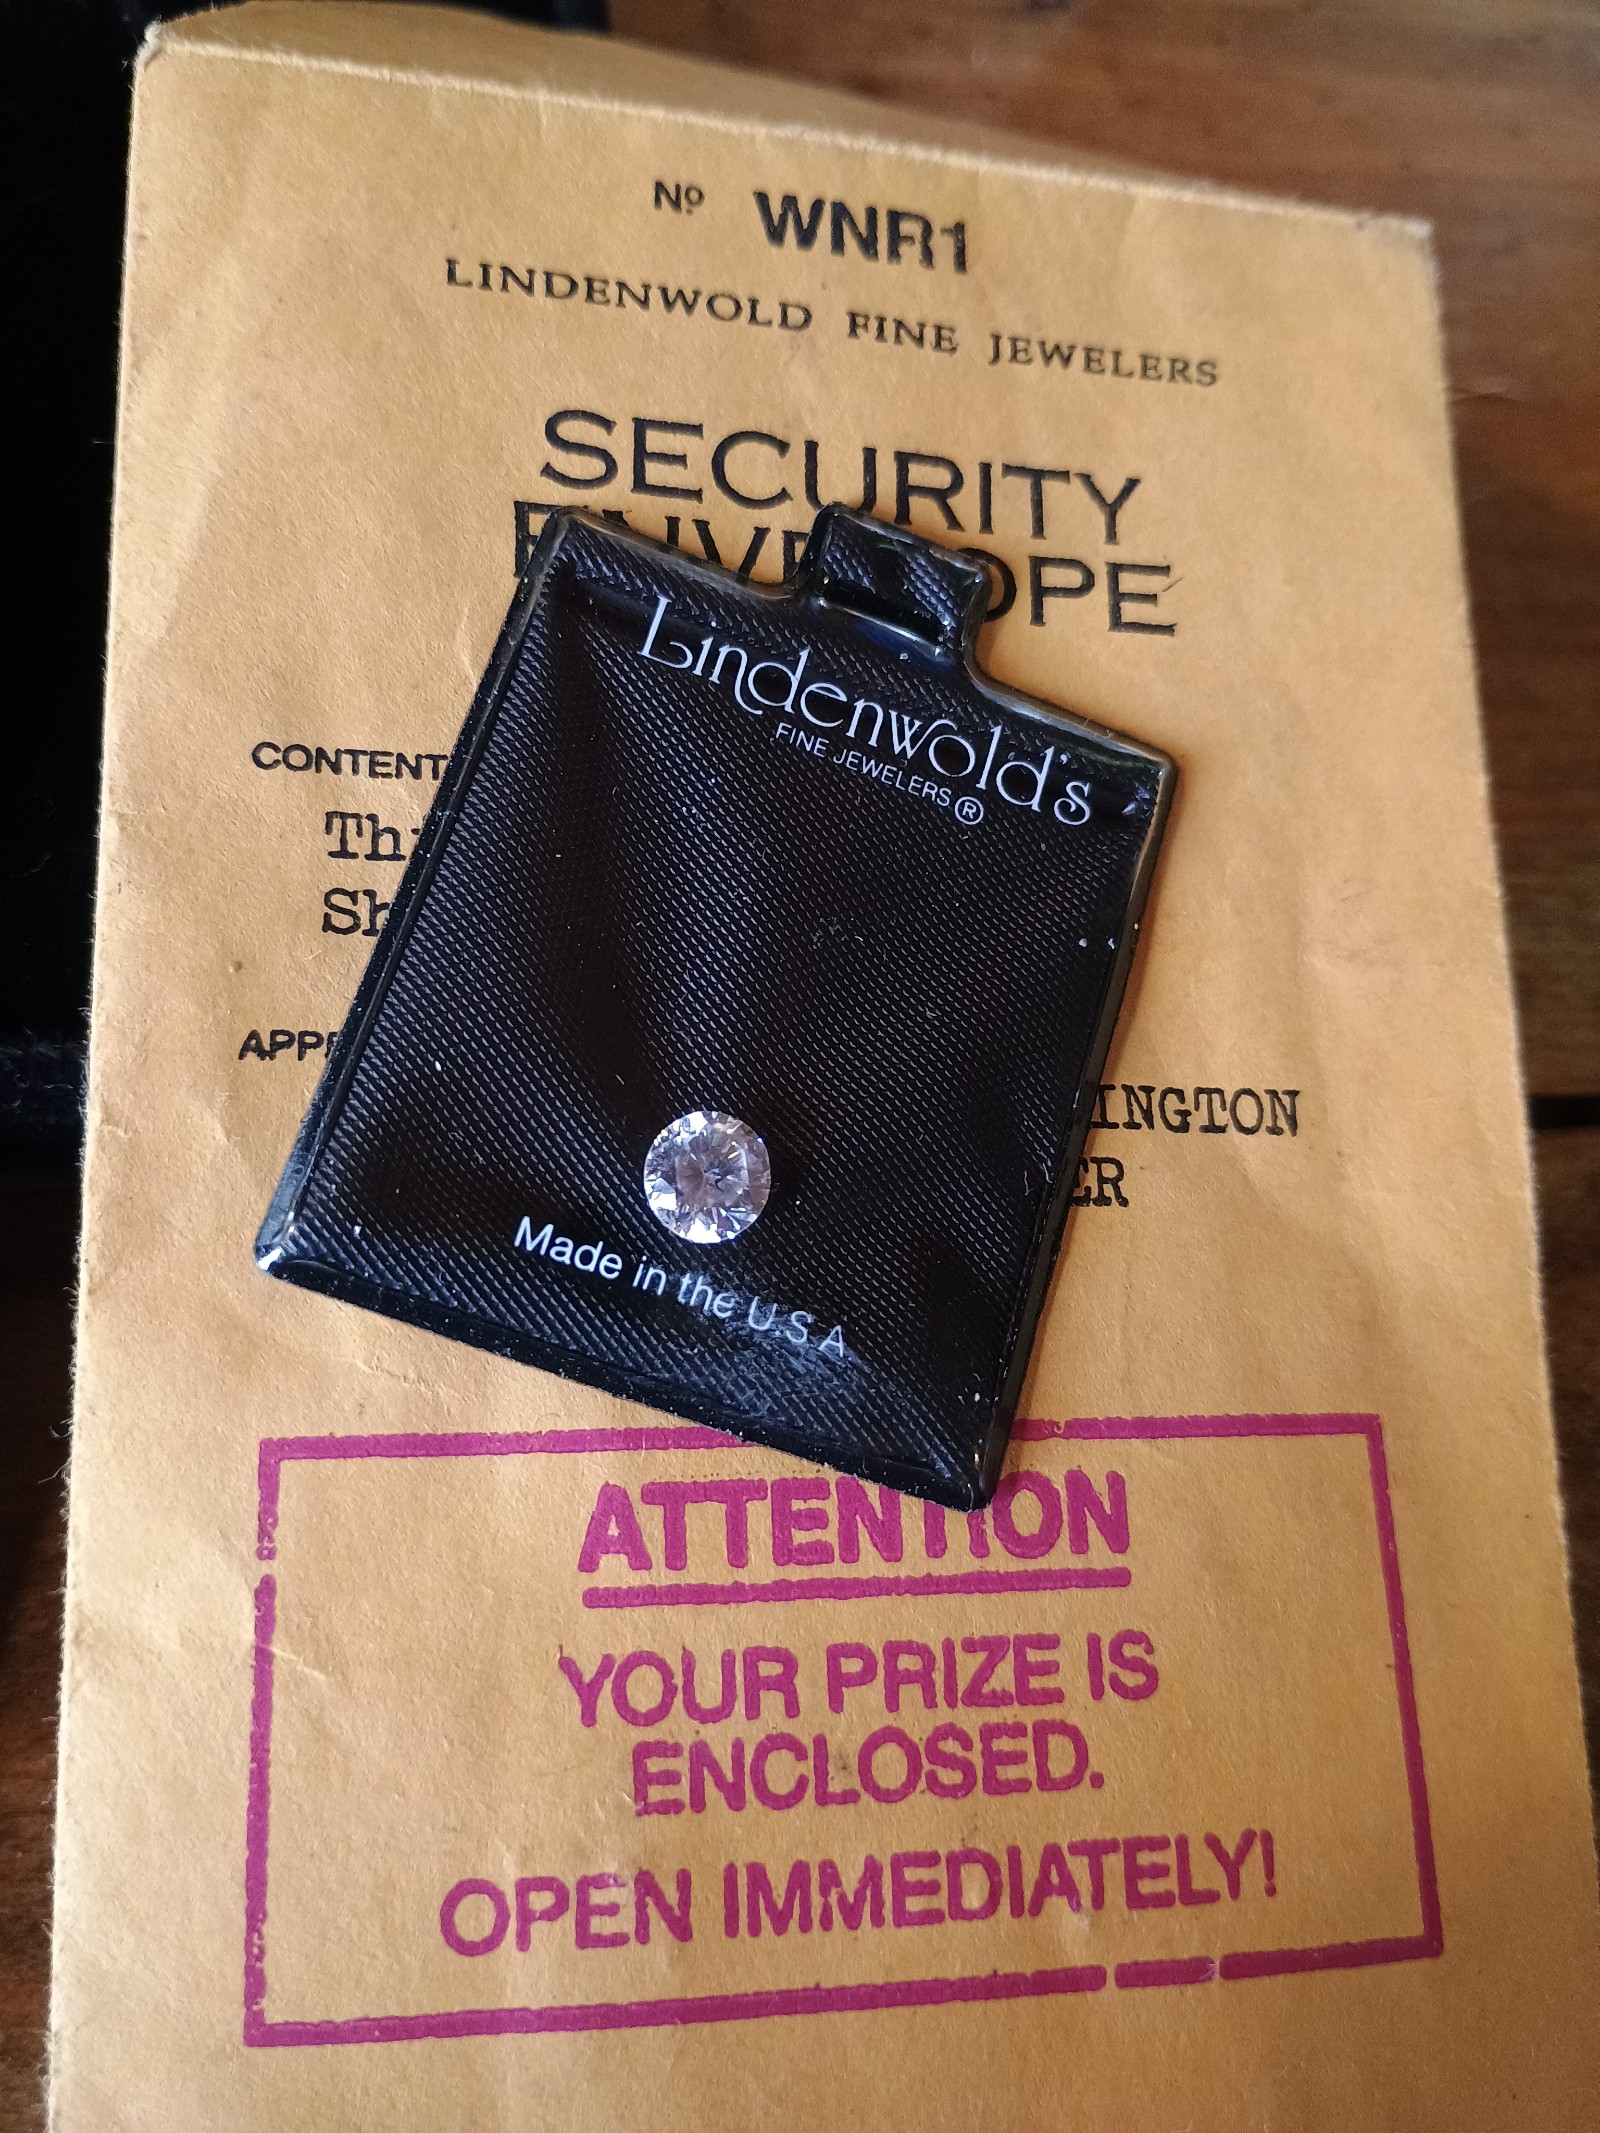 Nº WNR1
LINDENWOLD FINE JEWELERS
SECURITY
Lindenwold's
FINE JEWELERS ®
CONTENT
Made in the U.S.A
ATTENTION
YOUR PRIZE IS
ENCLOSED.
OPEN IMMEDIATELY!